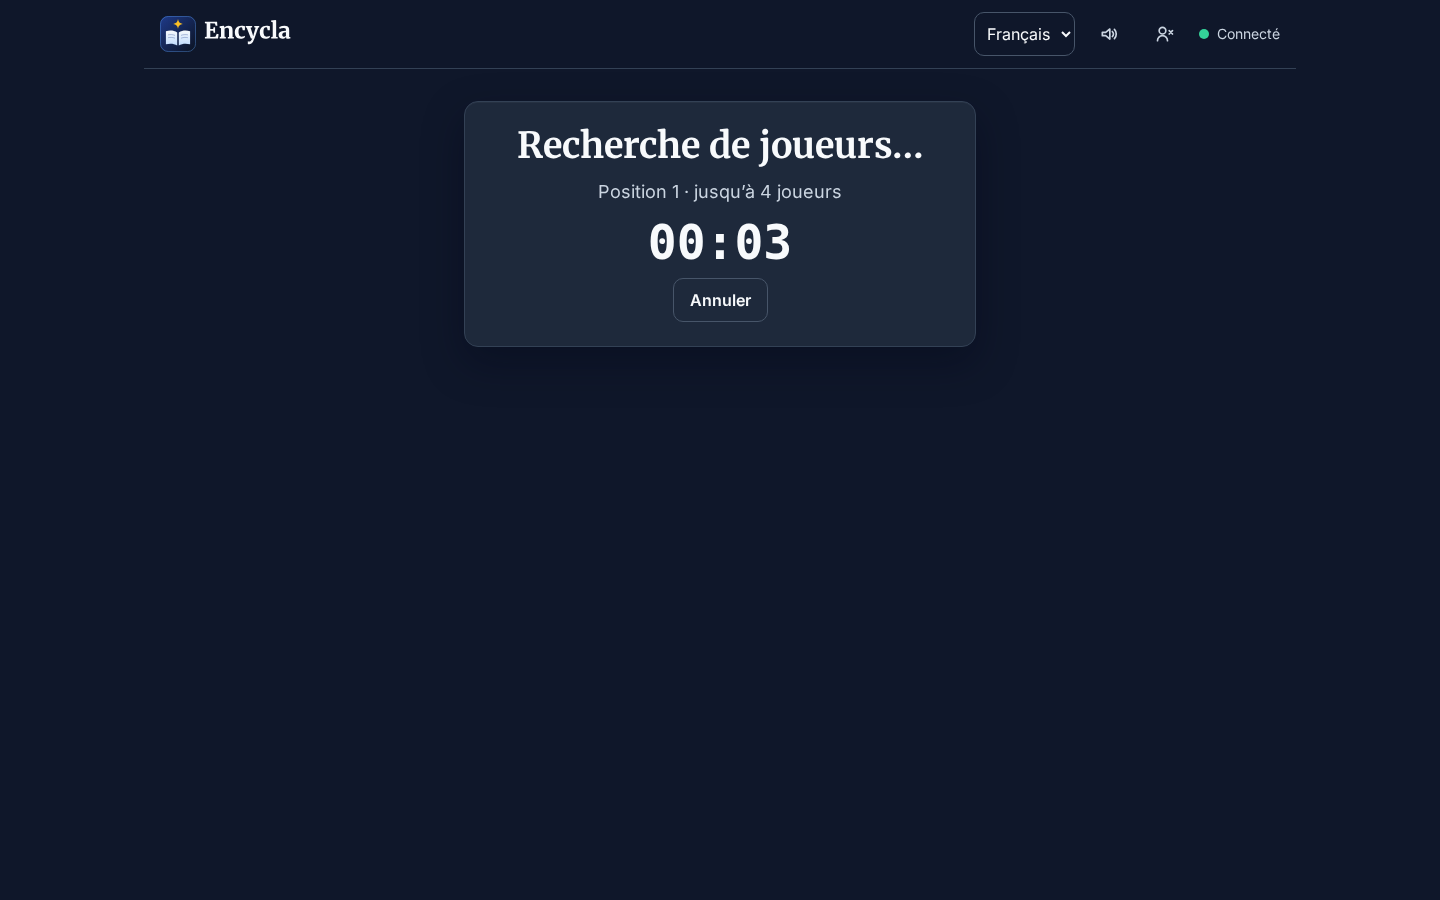 Encycla
Français
Connecté
Recherche de joueurs…
Position 1 · jusqu’à 4 joueurs
00:03
Annuler